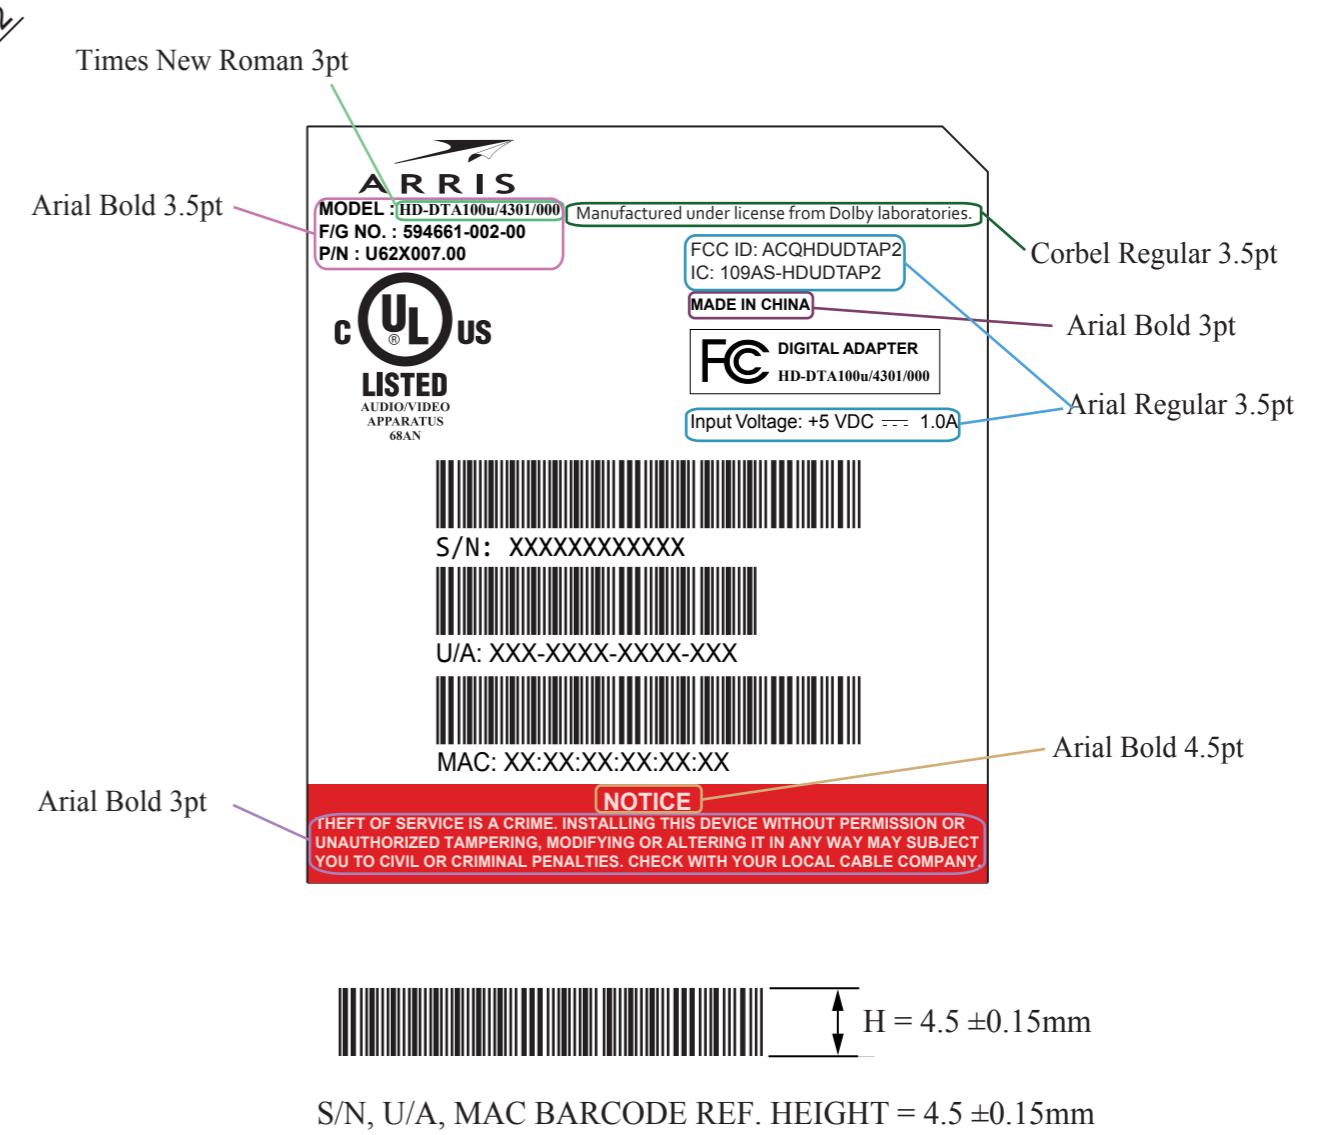 Times New Roman 3pt
ARRIS
Arial Bold 3.5pt
MODEL : HD-DTA100u/4301/000
F/G NO. : 594661-002-00
P/N : U62X007.00
Manufactured under license from Dolby laboratories.
Corbel Regular 3.5pt
FCC ID: ACQHDUDTAP2
IC: 109AS-HDUDTAP2
MADE IN CHINA
Arial Bold 3pt
C UL ® US
LISTED
AUDIO/VIDEO
APPARATUS
68AN
FC DIGITAL ADAPTER
HD-DTA100u/4301/000
Arial Regular 3.5pt
Input Voltage: +5 VDC ⎓ 1.0A
S/N: XXXXXXXXXXXX
U/A: XXX-XXXX-XXXX-XXX
MAC: XX:XX:XX:XX:XX:XX
Arial Bold 4.5pt
Arial Bold 3pt
NOTICE
THEFT OF SERVICE IS A CRIME. INSTALLING THIS DEVICE WITHOUT PERMISSION OR
UNAUTHORIZED TAMPERING, MODIFYING OR ALTERING IT IN ANY WAY MAY SUBJECT
YOU TO CIVIL OR CRIMINAL PENALTIES. CHECK WITH YOUR LOCAL CABLE COMPANY.
H = 4.5 ±0.15mm
S/N, U/A, MAC BARCODE REF. HEIGHT = 4.5 ±0.15mm